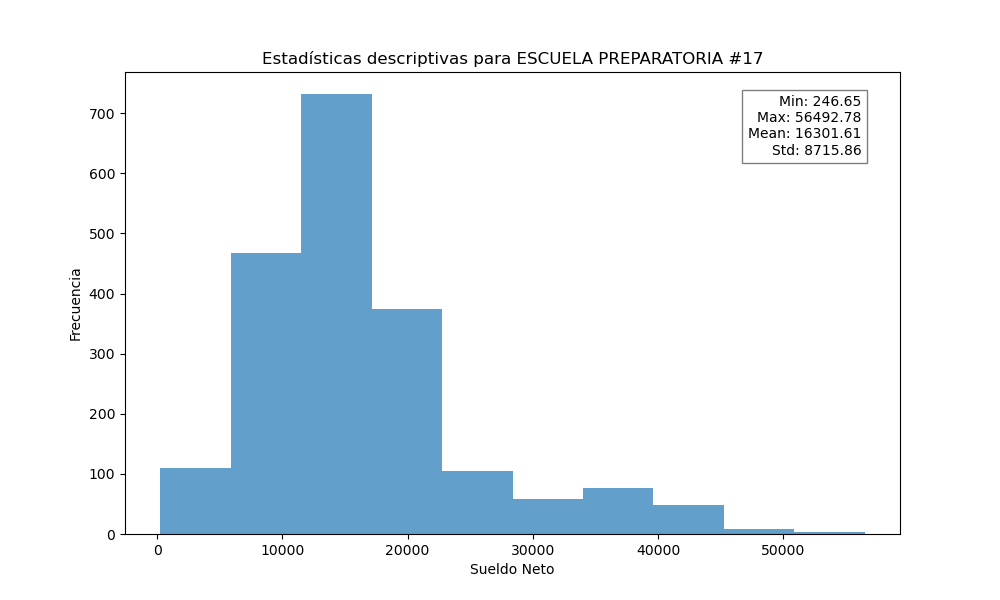 Estadísticas descriptivas para ESCUELA PREPARATORIA #17
Min: 246.65
Max: 56492.78
Mean: 16301.61
Std: 8715.86
700
600
500
400
300
200
100
0
Frecuencia
0 10000 20000 30000 40000 50000
Sueldo Neto